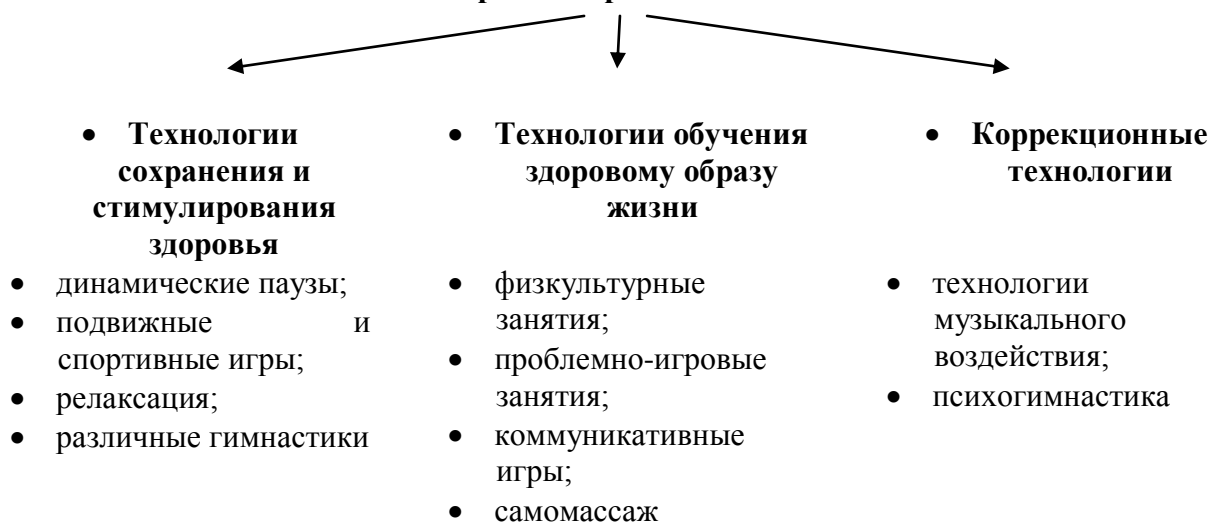 • Технологии
сохранения и
стимулирования
здоровья
• динамические паузы;
• подвижные и
спортивные игры;
• релаксация;
• различные гимнастики
• Технологии обучения
здоровому образу
жизни
• физкультурные
занятия;
• проблемно-игровые
занятия;
• коммуникативные
игры;
• самомассаж
• Коррекционные
технологии
• технологии
музыкального
воздействия;
• психогимнастика